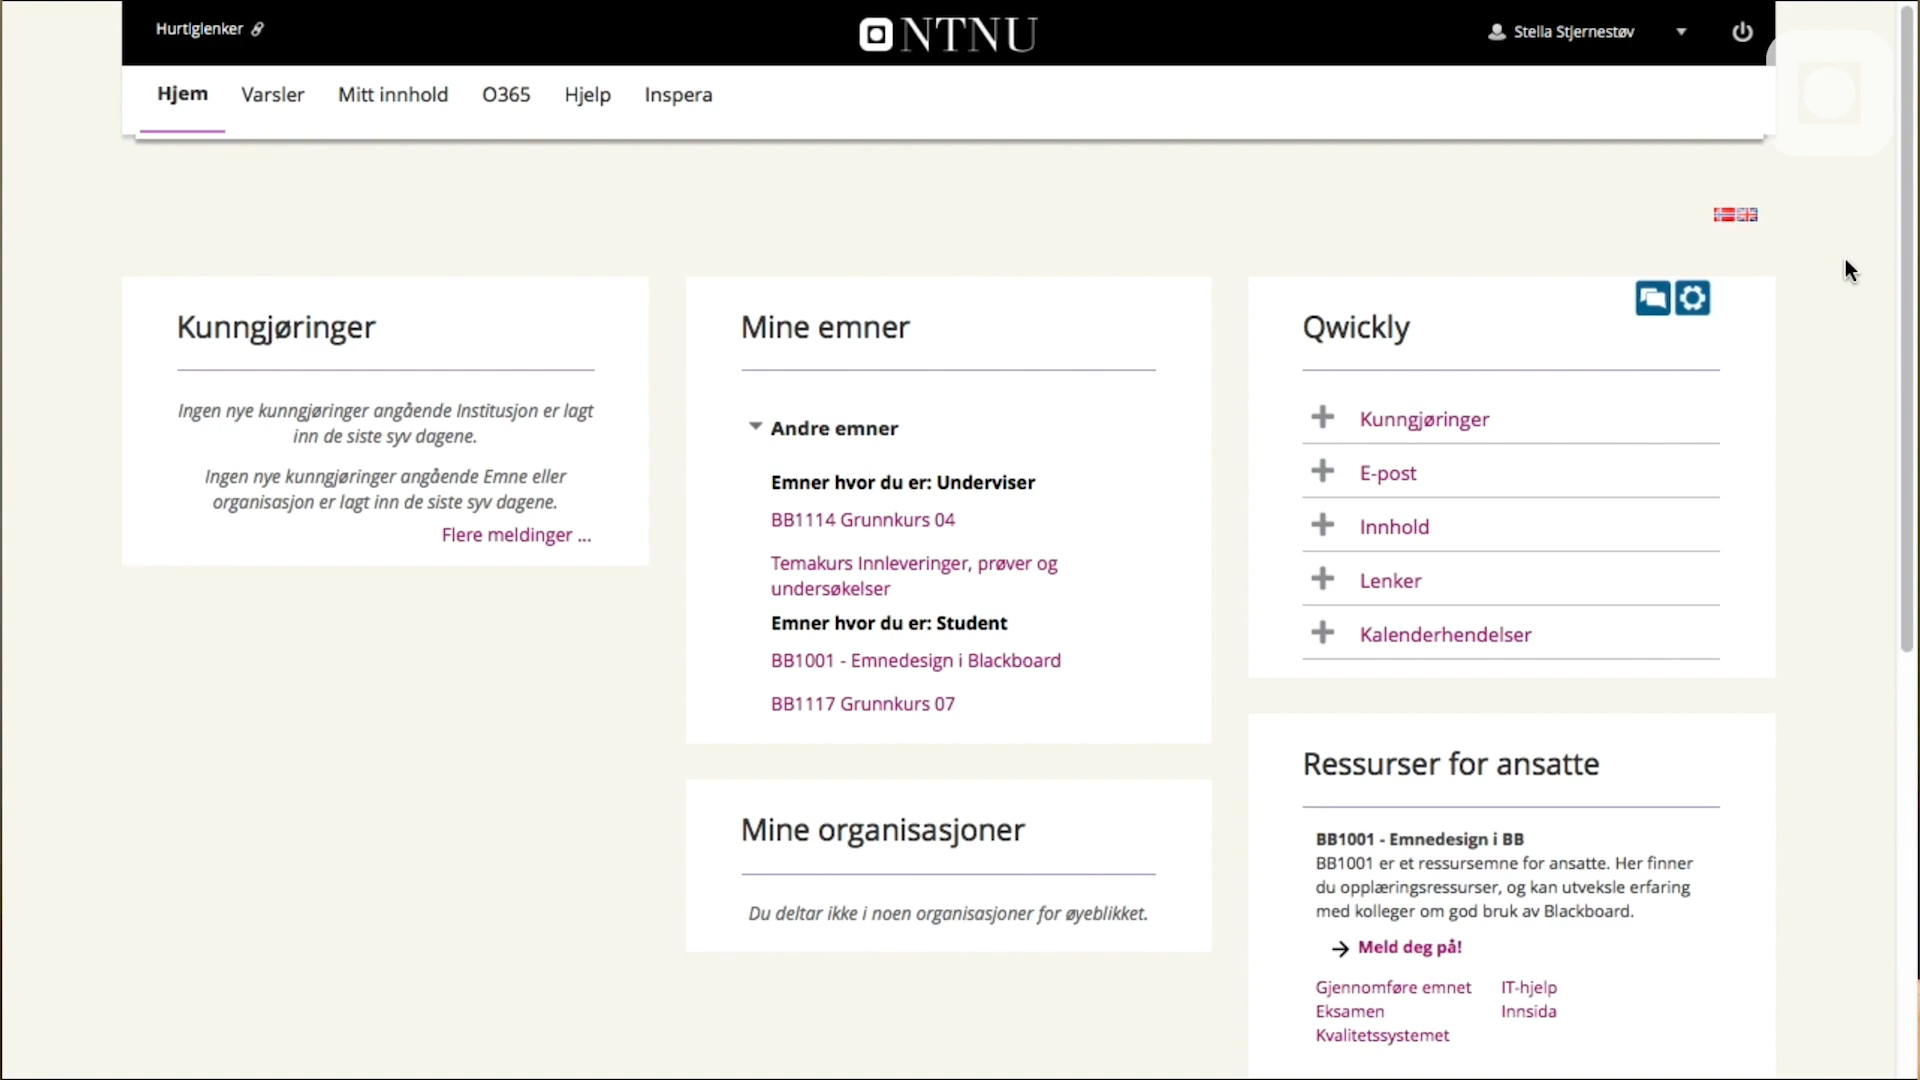 Hurtiglenker
NTNU
Stella Stjernestøv
Hjem
Varsler
Mitt innhold
O365
Hjelp
Inspera
Kunngjøringer
Ingen nye kunngjøringer angående Institusjon er lagt
inn de siste syv dagene.
Ingen nye kunngjøringer angående Emne eller
organisasjon er lagt inn de siste syv dagene.
Flere meldinger ...
Mine emner
Andre emner
Emner hvor du er: Underviser
BB1114 Grunnkurs 04
Temakurs Innleveringer, prøver og
undersøkelser
Emner hvor du er: Student
BB1001 - Emnedesign i Blackboard
BB1117 Grunnkurs 07
Mine organisasjoner
Du deltar ikke i noen organisasjoner for øyeblikket.
Qwickly
Kunngjøringer
E-post
Innhold
Lenker
Kalenderhendelser
Ressurser for ansatte
BB1001 - Emnedesign i BB
BB1001 er et ressursemne for ansatte. Her finner
du opplæringsressurser, og kan utveksle erfaring
med kolleger om god bruk av Blackboard.
Meld deg på!
Gjennomføre emnet
IT-hjelp
Eksamen
Innsida
Kvalitetssystemet